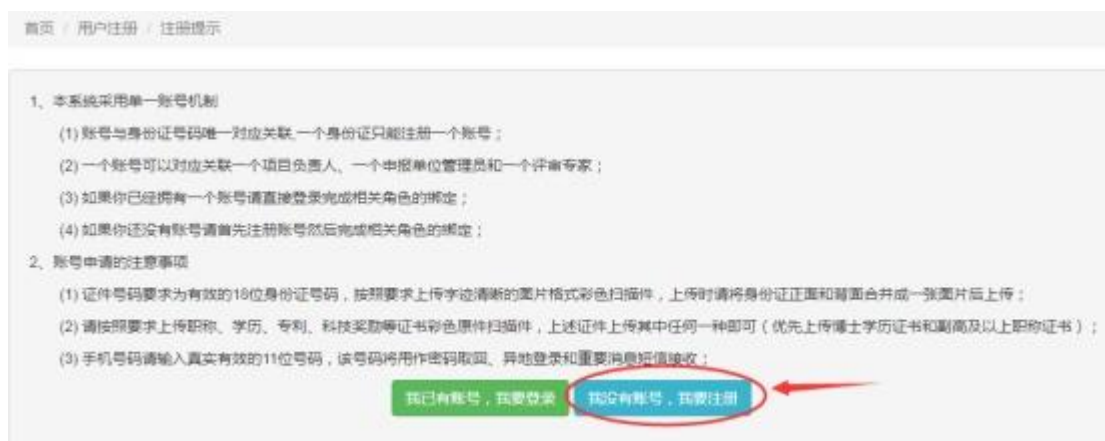 首页 / 用户注册 / 注册提示
1、本系统采用单一账号机制
(1) 账号与身份证号码唯一对应关联,一个身份证只能注册一个账号；
(2) 一个账号可以对应关联一个项目负责人、一个申报单位管理员和一个评审专家；
(3) 如果你已经拥有一个账号请直接登录完成相关角色的绑定；
(4) 如果你还没有账号请首先注册账号然后完成相关角色的绑定；
2、账号申请的注意事项
(1) 证件号码要求为有效的18位身份证号码，按照要求上传字迹清晰的图片格式彩色扫描件，上传时请将身份证正面和背面合并成一张图片后上传；
(2) 请按照要求上传职称、学历、专利、科技奖励等证书彩色原件扫描件，上述证件上传其中任何一种即可（优先上传博士学历证书和副高及以上职称证书）；
(3) 手机号码请输入真实有效的11位号码，该号码将用作密码取回、异地登录和重要消息短信接收；
我已有账号，我要登录 我没有账号，我要注册